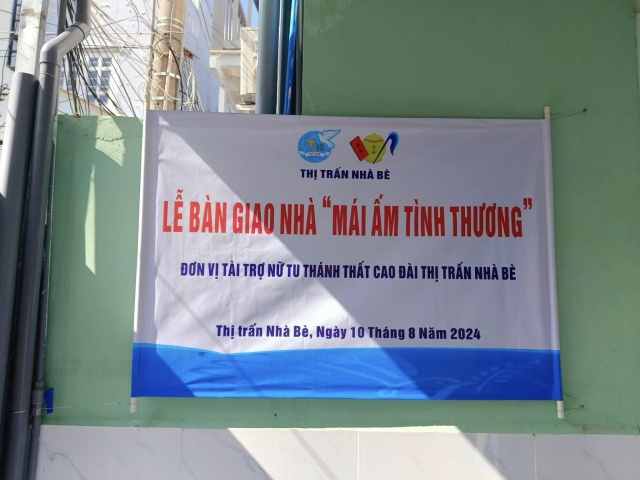 THỊ TRẤN NHÀ BÈ
LỄ BÀN GIAO NHÀ "MÁI ẤM TÌNH THƯƠNG"
ĐƠN VỊ TÀI TRỢ NỮ TU THÁNH THẤT CAO ĐÀI THỊ TRẤN NHÀ BÈ
Thị trấn Nhà Bè, Ngày 10 Tháng 8 Năm 2024